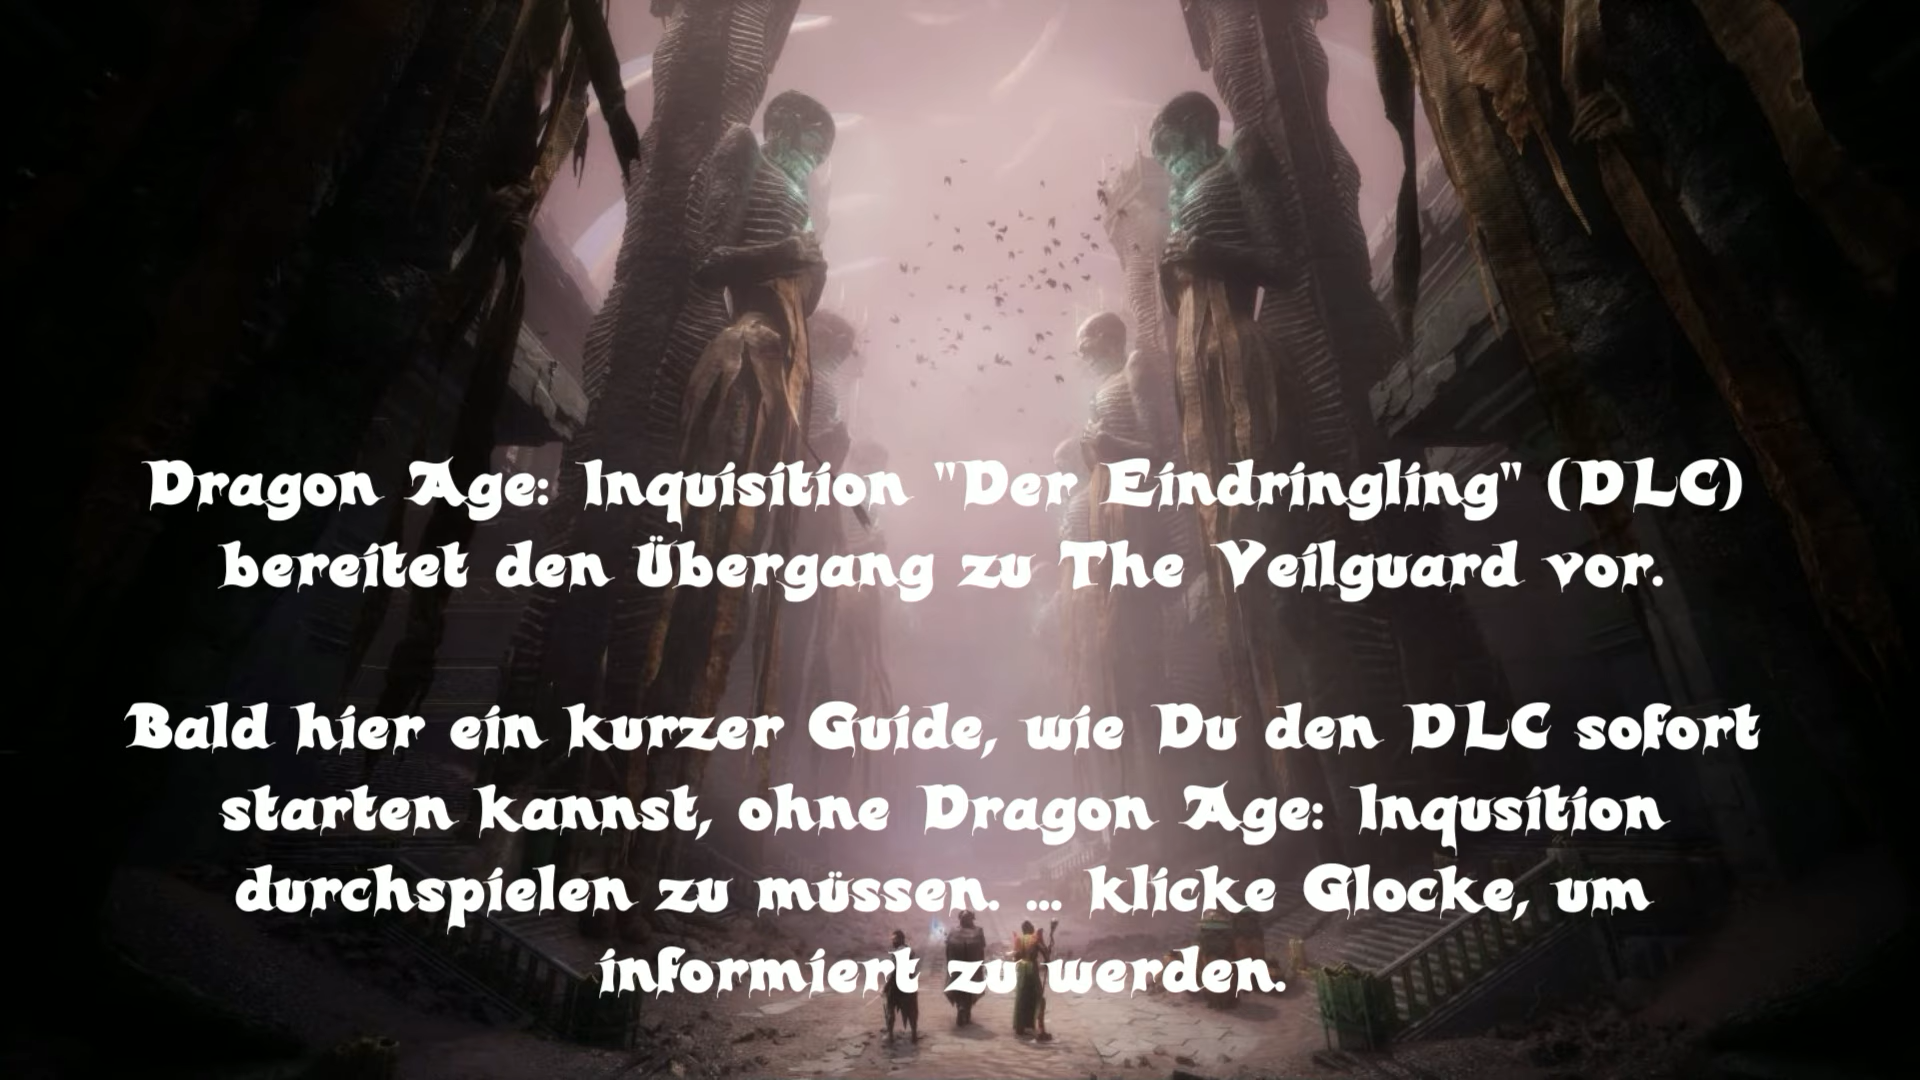 Dragon Age: Inquisition "Der Eindringling" (DLC)
bereitet den Übergang zu The Veilguard vor.
Bald hier ein kurzer Guide, wie Du den DLC sofort
starten kannst, ohne Dragon Age: Inqusition
durchspielen zu müssen. ... klicke Glocke, um
informiert zu werden.